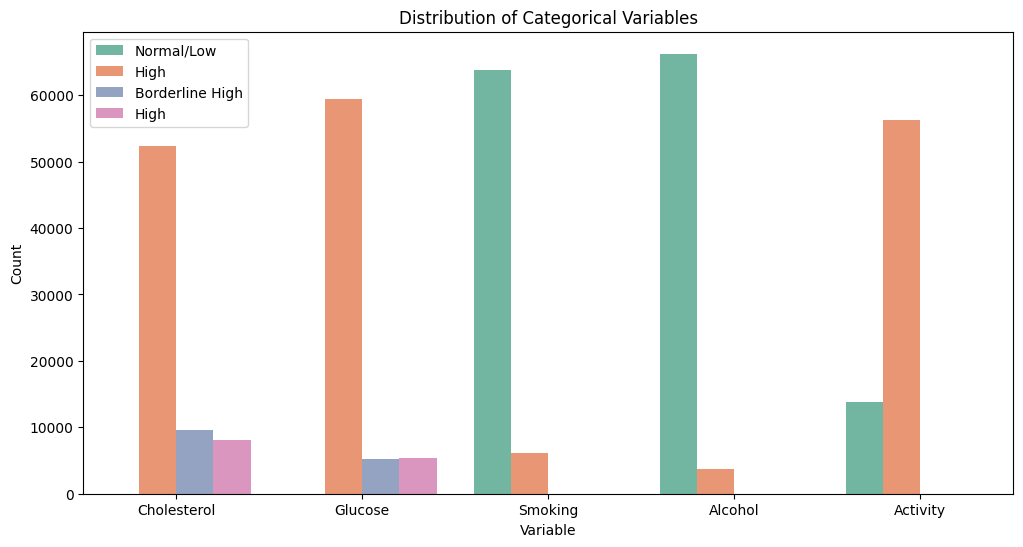 Distribution of Categorical Variables
Normal/Low
High
Borderline High
High
60000
50000
40000
30000
20000
10000
0
Count
Cholesterol
Glucose
Smoking
Alcohol
Activity
Variable